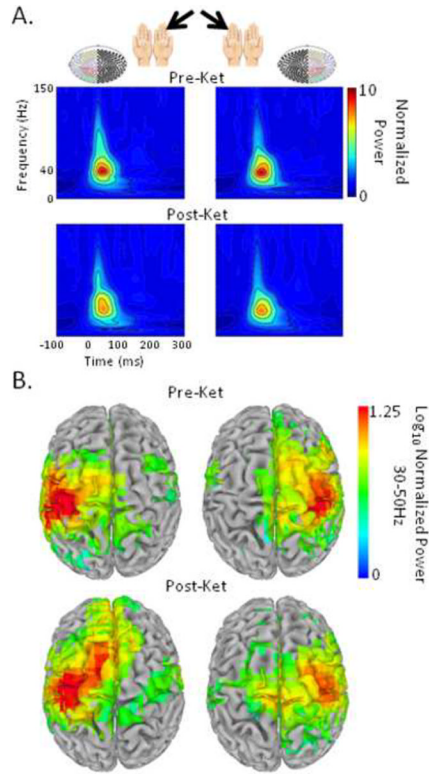 A.
Pre-Ket
150
40
0
Frequency (Hz)
10
0
Normalized
Power
Post-Ket
-100 0 100 300
Time (ms)
B.
Pre-Ket
1.25
0
Log10 Normalized Power
30-50Hz
Post-Ket